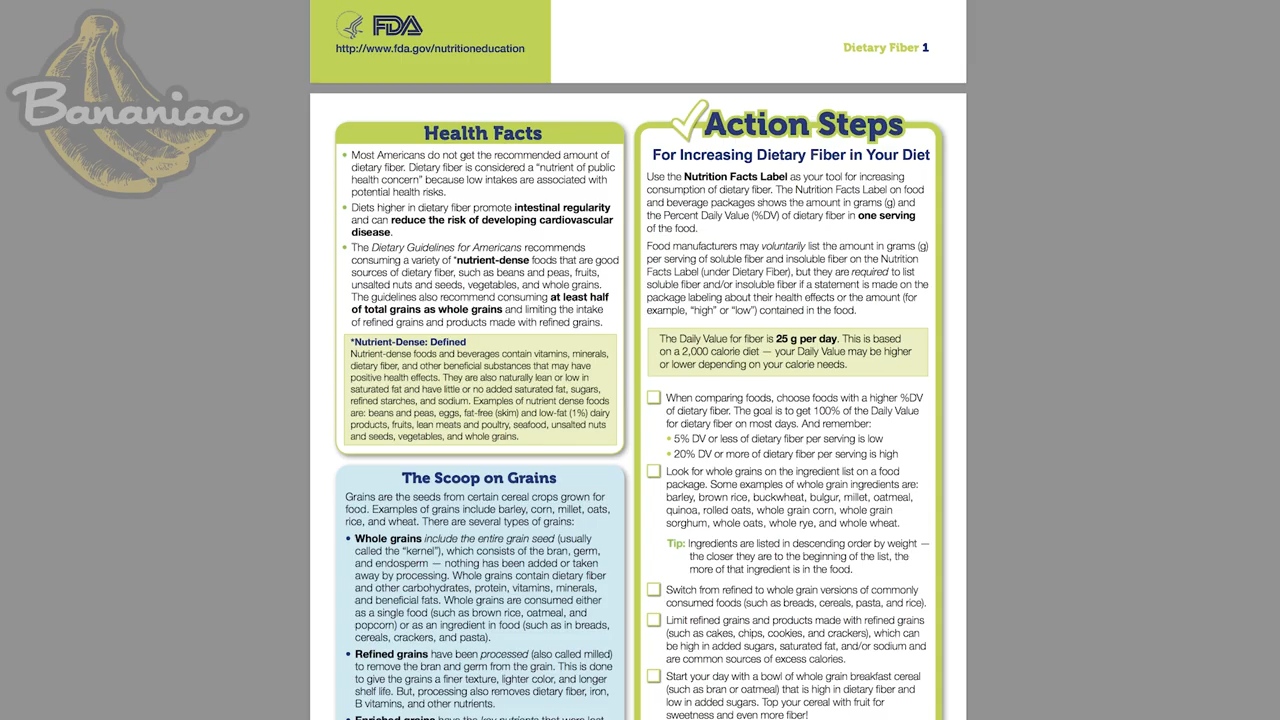 Bananiac
FDA
http://www.fda.gov/nutritioneducation
Dietary Fiber 1
Health Facts
• Most Americans do not get the recommended amount of
dietary fiber. Dietary fiber is considered a “nutrient of public
health concern” because low intakes are associated with
potential health risks.
• Diets higher in dietary fiber promote intestinal regularity
and can reduce the risk of developing cardiovascular
disease.
• The Dietary Guidelines for Americans recommends
consuming a variety of *nutrient-dense foods that are good
sources of dietary fiber, such as beans and peas, fruits,
unsalted nuts and seeds, vegetables, and whole grains.
The guidelines also recommend consuming at least half
of total grains as whole grains and limiting the intake
of refined grains and products made with refined grains.
*Nutrient-Dense: Defined
Nutrient-dense foods and beverages contain vitamins, minerals,
dietary fiber, and other beneficial substances that may have
positive health effects. They are also naturally lean or low in
saturated fat and have little or no added saturated fat, sugars,
refined starches, and sodium. Examples of nutrient dense foods
are: beans and peas, eggs, fat-free (skim) and low-fat (1%) dairy
products, fruits, lean meats and poultry, seafood, unsalted nuts
and seeds, vegetables, and whole grains.
The Scoop on Grains
Grains are the seeds from certain cereal crops grown for
food. Examples of grains include barley, corn, millet, oats,
rice, and wheat. There are several types of grains:
• Whole grains include the entire grain seed (usually
called the “kernel”), which consists of the bran, germ,
and endosperm — nothing has been added or taken
away by processing. Whole grains contain dietary fiber
and other carbohydrates, protein, vitamins, minerals,
and beneficial fats. Whole grains are consumed either
as a single food (such as brown rice, oatmeal, and
popcorn) or as an ingredient in food (such as in breads,
cereals, crackers, and pasta).
• Refined grains have been processed (also called milled)
to remove the bran and germ from the grain. This is done
to give the grains a finer texture, lighter color, and longer
shelf life. But, processing also removes dietary fiber, iron,
B vitamins, and other nutrients.
• Enriched grains have the key nutrients that were lost
Action Steps
For Increasing Dietary Fiber in Your Diet
Use the Nutrition Facts Label as your tool for increasing
consumption of dietary fiber. The Nutrition Facts Label on food
and beverage packages shows the amount in grams (g) and
the Percent Daily Value (%DV) of dietary fiber in one serving
of the food.
Food manufacturers may voluntarily list the amount in grams (g)
per serving of soluble fiber and insoluble fiber on the Nutrition
Facts Label (under Dietary Fiber), but they are required to list
soluble fiber and/or insoluble fiber if a statement is made on the
package labeling about their health effects or the amount (for
example, “high” or “low”) contained in the food.
The Daily Value for fiber is 25 g per day. This is based
on a 2,000 calorie diet — your Daily Value may be higher
or lower depending on your calorie needs.
When comparing foods, choose foods with a higher %DV
of dietary fiber. The goal is to get 100% of the Daily Value
for dietary fiber on most days. And remember:
• 5% DV or less of dietary fiber per serving is low
• 20% DV or more of dietary fiber per serving is high
Look for whole grains on the ingredient list on a food
package. Some examples of whole grain ingredients are:
barley, brown rice, buckwheat, bulgur, millet, oatmeal,
quinoa, rolled oats, whole grain corn, whole grain
sorghum, whole oats, whole rye, and whole wheat.
Tip: Ingredients are listed in descending order by weight —
the closer they are to the beginning of the list, the
more of that ingredient is in the food.
Switch from refined to whole grain versions of commonly
consumed foods (such as breads, cereals, pasta, and rice).
Limit refined grains and products made with refined grains
(such as cakes, chips, cookies, and crackers), which can
be high in added sugars, saturated fat, and/or sodium and
are common sources of excess calories.
Start your day with a bowl of whole grain breakfast cereal
(such as bran or oatmeal) that is high in dietary fiber and
low in added sugars. Top your cereal with fruit for
sweetness and even more fiber!